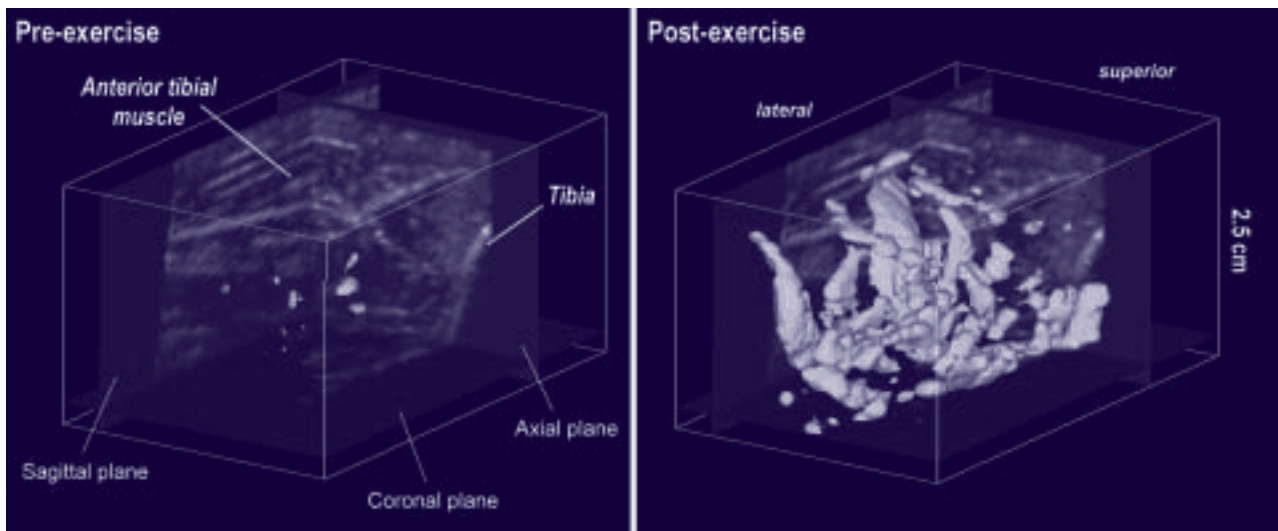 Pre-exercise
Anterior tibial
muscle
Tibia
Axial plane
Sagittal plane
Coronal plane
Post-exercise
superior
lateral
2.5 cm